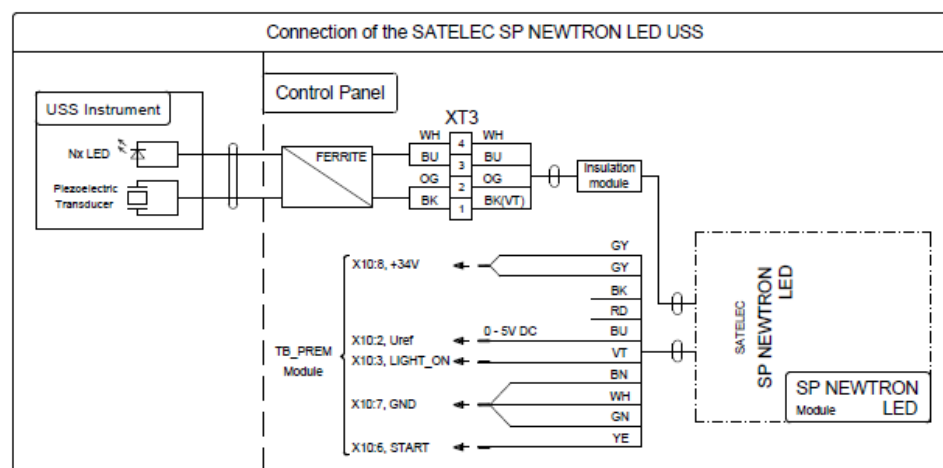 Connection of the SATELEC SP NEWTRON LED USS
USS Instrument
Control Panel
XT3
Nx LED
Piezoelectric
Transducer
FERRITE
WH 4 WH
BU 3 BU
OG 2 OG
BK 1 BK(VT)
Insulation
module
GY
X10:8, +34V
GY
BK
RD
X10:2, Uref
0 - 5V DC
BU
TB_PREM
Module
X10:3, LIGHT_ON
VT
BN
X10:7, GND
WH
GN
X10:6, START
YE
SATELEC
SP NEWTRON
LED
SP NEWTRON
Module LED